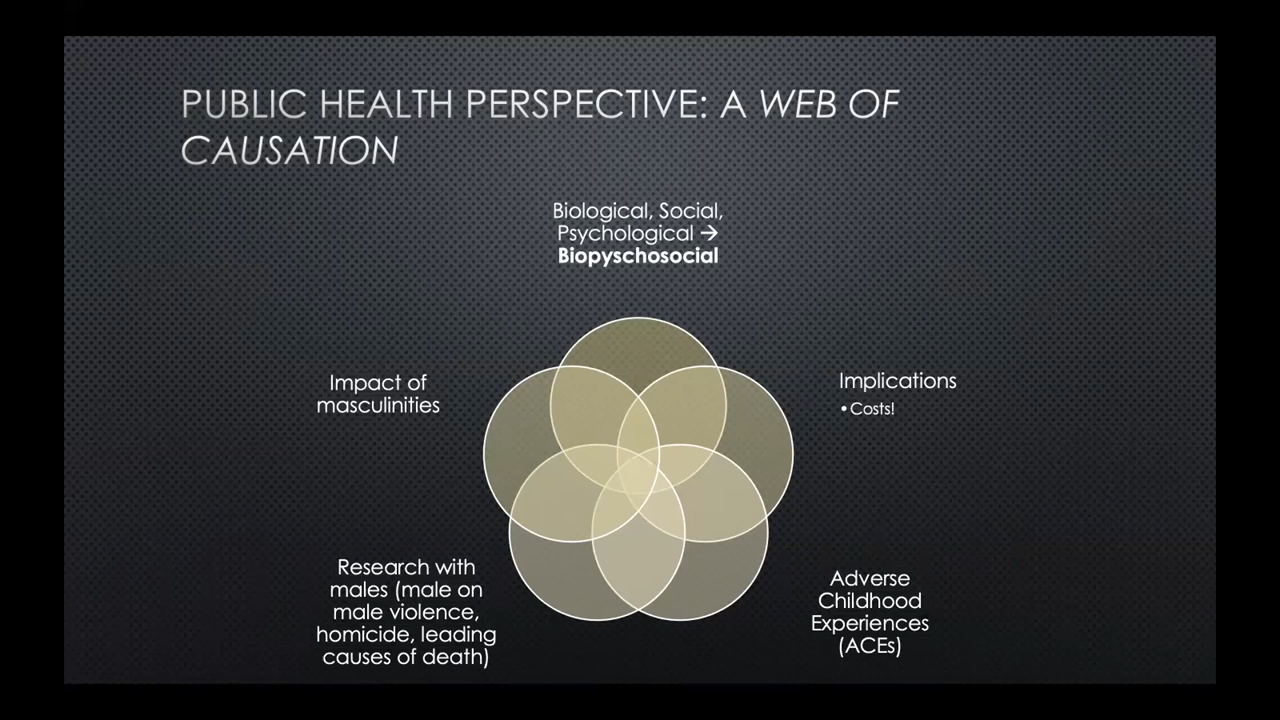 PUBLIC HEALTH PERSPECTIVE: A WEB OF
CAUSATION
Biological, Social,
Psychological →
Biopyschosocial
Implications
•Costs!
Adverse
Childhood
Experiences
(ACEs)
Research with
males (male on
male violence,
homicide, leading
causes of death)
Impact of
masculinities